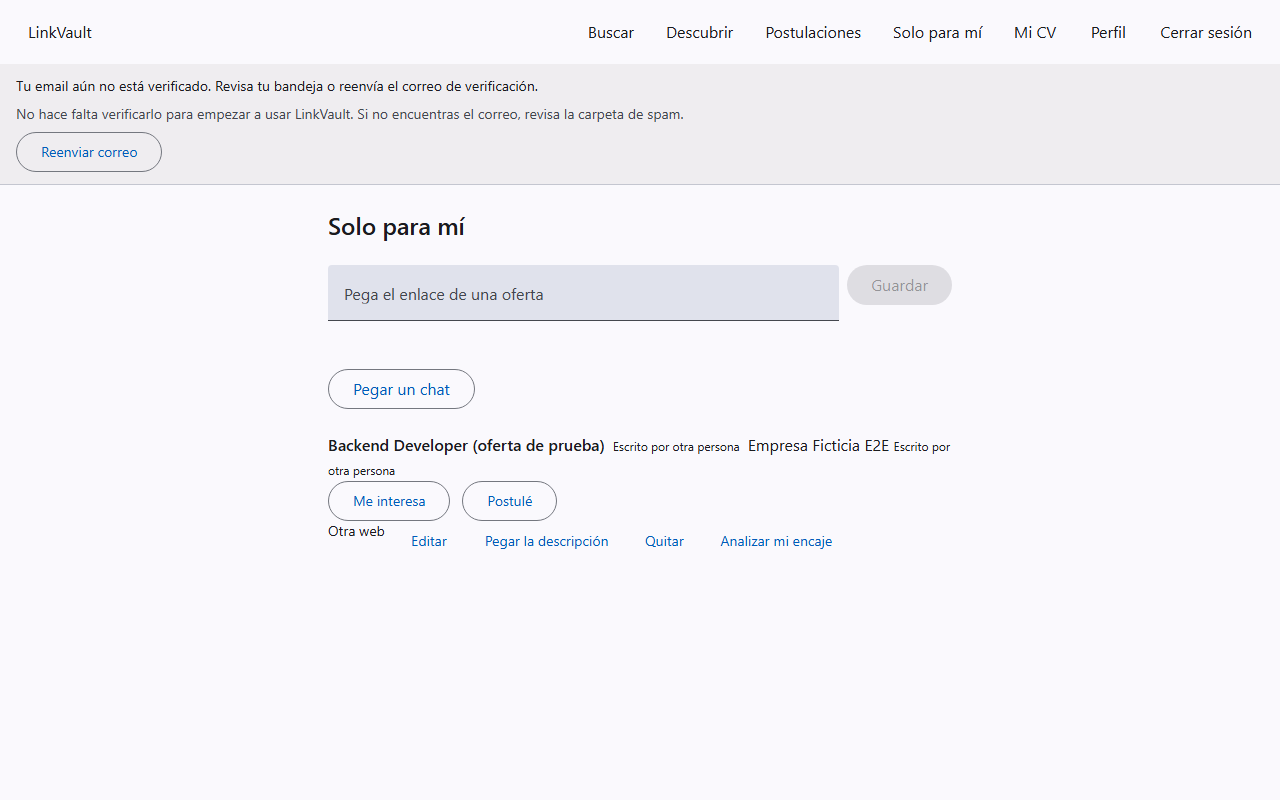 LinkVault
Buscar
Descubrir
Postulaciones
Solo para mí
Mi CV
Perfil
Cerrar sesión
Tu email aún no está verificado. Revisa tu bandeja o reenvía el correo de verificación.
No hace falta verificarlo para empezar a usar LinkVault. Si no encuentras el correo, revisa la carpeta de spam.
Reenviar correo
Solo para mí
Pega el enlace de una oferta
Guardar
Pegar un chat
Backend Developer (oferta de prueba) Escrito por otra persona Empresa Ficticia E2E Escrito por
otra persona
Me interesa
Postulé
Otra web
Editar
Pegar la descripción
Quitar
Analizar mi encaje